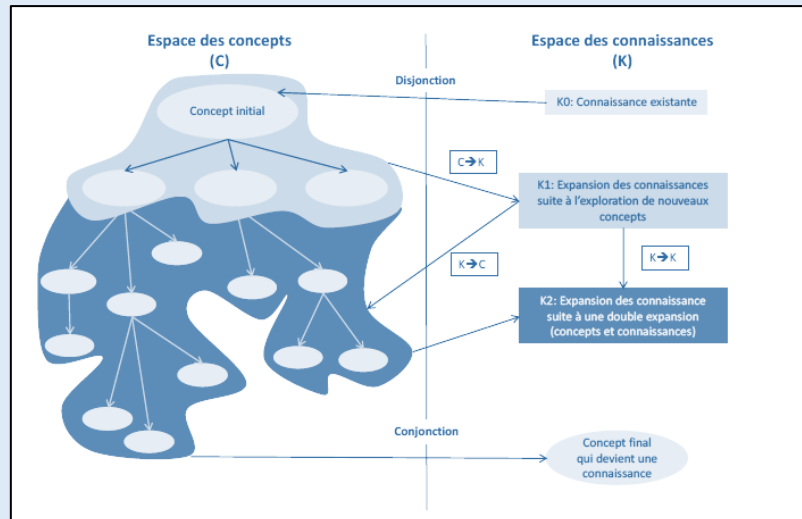 Espace des concepts
(C)
Espace des connaissances
(K)
Disjonction
K0: Connaissance existante
Concept initial
C➔K
K1: Expansion des connaissances
suite à l'exploration de nouveaux
concepts
K➔C
K➔K
K2: Expansion des connaissance
suite à une double expansion
(concepts et connaissances)
Conjonction
Concept final
qui devient une
connaissance